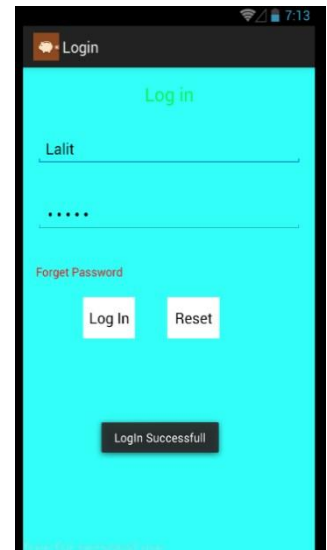 7:13
Login
Log in
Lalit
•••••
Forget Password
Log In Reset
LogIn Successfull